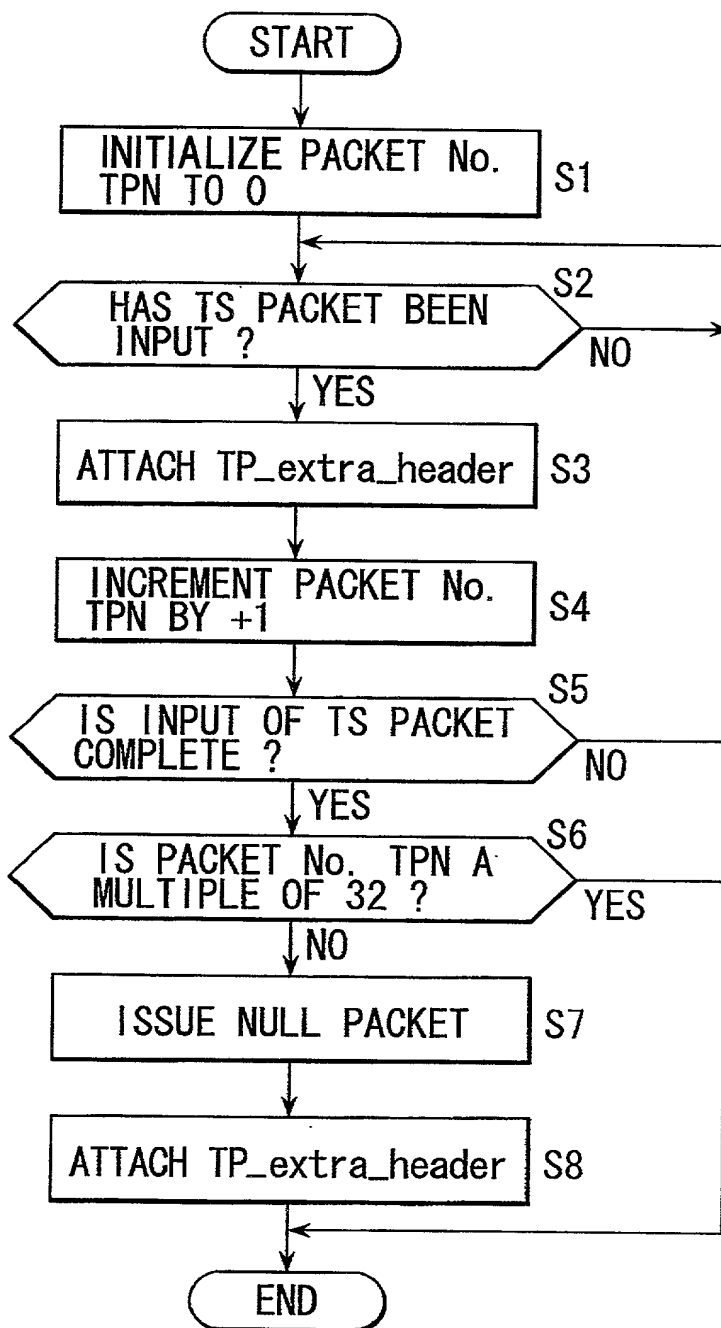 START
INITIALIZE PACKET No.
TPN TO 0
S1
S2
HAS TS PACKET BEEN
INPUT ?
NO
YES
ATTACH TP_extra_header
S3
INCREMENT PACKET No.
TPN BY +1
S4
S5
IS INPUT OF TS PACKET
COMPLETE ?
NO
YES
S6
IS PACKET No. TPN A
MULTIPLE OF 32 ?
YES
NO
ISSUE NULL PACKET
S7
ATTACH TP_extra_header
S8
END